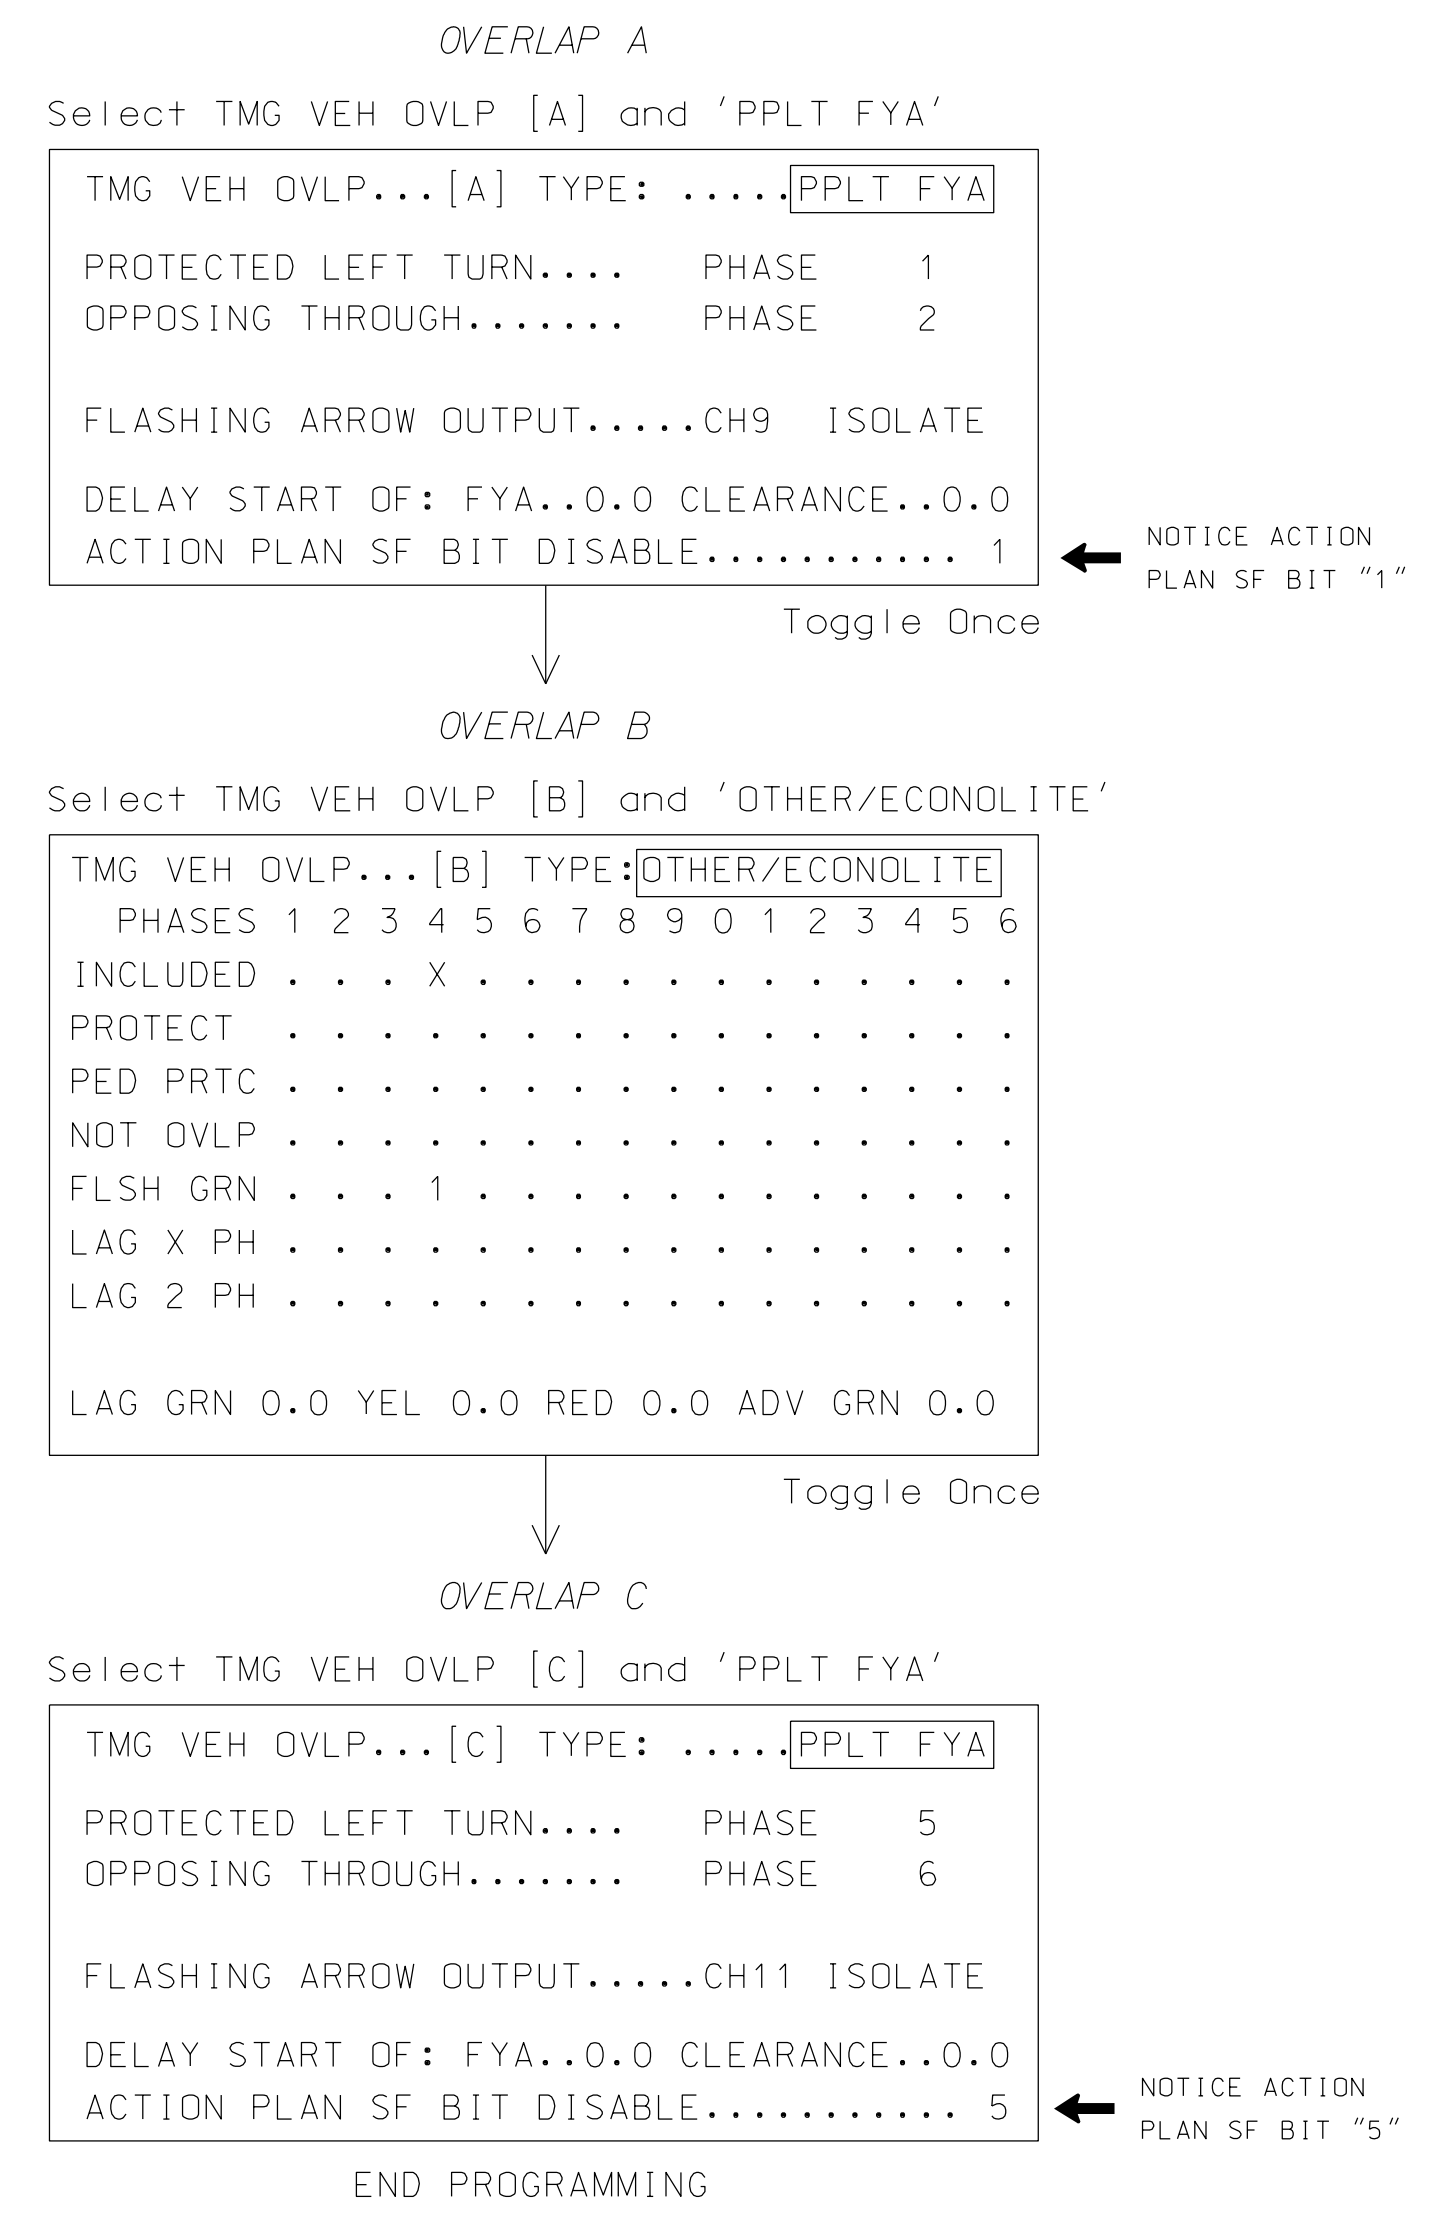 OVERLAP A
Select TMG VEH OVLP [A] and 'PPLT FYA'
TMG VEH OVLP...[A] TYPE: .....PPLT FYA
PROTECTED LEFT TURN.... PHASE 1
OPPOSING THROUGH....... PHASE 2
FLASHING ARROW OUTPUT.....CH9 ISOLATE
DELAY START OF: FYA..0.0 CLEARANCE..0.0
ACTION PLAN SF BIT DISABLE........... 1
NOTICE ACTION
PLAN SF BIT "1"
Toggle Once
OVERLAP B
Select TMG VEH OVLP [B] and 'OTHER/ECONOLITE'
TMG VEH OVLP...[B] TYPE:OTHER/ECONOLITE
PHASES 1 2 3 4 5 6 7 8 9 0 1 2 3 4 5 6
INCLUDED . . . X . . . . . . . . . . . .
PROTECT . . . . . . . . . . . . . . . .
PED PRTC . . . . . . . . . . . . . . . .
NOT OVLP . . . . . . . . . . . . . . . .
FLSH GRN . . . 1 . . . . . . . . . . . .
LAG X PH . . . . . . . . . . . . . . . .
LAG 2 PH . . . . . . . . . . . . . . . .
LAG GRN 0.0 YEL 0.0 RED 0.0 ADV GRN 0.0
Toggle Once
OVERLAP C
Select TMG VEH OVLP [C] and 'PPLT FYA'
TMG VEH OVLP...[C] TYPE: .....PPLT FYA
PROTECTED LEFT TURN.... PHASE 5
OPPOSING THROUGH....... PHASE 6
FLASHING ARROW OUTPUT.....CH11 ISOLATE
DELAY START OF: FYA..0.0 CLEARANCE..0.0
ACTION PLAN SF BIT DISABLE........... 5
NOTICE ACTION
PLAN SF BIT "5"
END PROGRAMMING